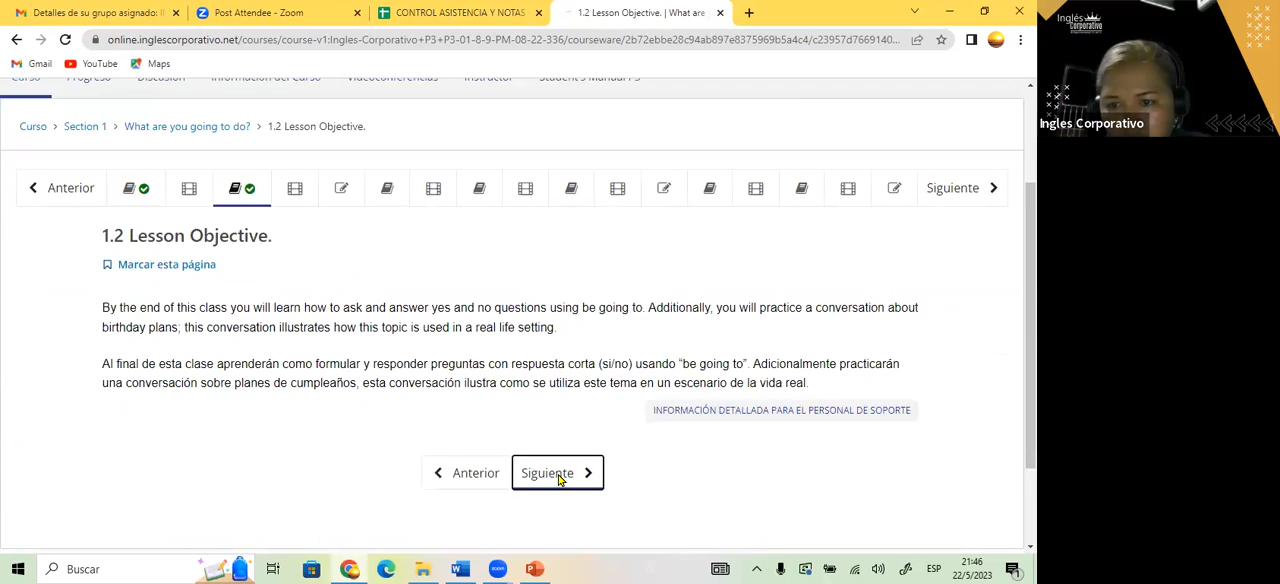 Detalles de su grupo asignado: I
Post Attendee - Zoom
CONTROL ASISTENCIA Y NOTAS
1.2 Lesson Objective. | What are
online.inglescorporativo.net/courses/course-v1:Ingles-Corporativo+P3+P3-01-8-9-PM-08-22-336/courseware/2b72ebbe28c94ab897e8375969b5a4c4/c23957d7669140...
Gmail YouTube Maps
Curso Progreso Discusión Información del Curso Videoconferencias Instructor Student's Manual P3
Curso > Section 1 > What are you going to do? > 1.2 Lesson Objective.
Anterior Siguiente
1.2 Lesson Objective.
Marcar esta página
By the end of this class you will learn how to ask and answer yes and no questions using be going to. Additionally, you will practice a conversation about
birthday plans; this conversation illustrates how this topic is used in a real life setting.
Al final de esta clase aprenderán como formular y responder preguntas con respuesta corta (si/no) usando “be going to”. Adicionalmente practicarán
una conversación sobre planes de cumpleaños, esta conversación ilustra como se utiliza este tema en un escenario de la vida real.
INFORMACIÓN DETALLADA PARA EL PERSONAL DE SOPORTE
Anterior Siguiente
Buscar
ESP
21:46
22/5/2023
Inglés
Corporativo
Ingles Corporativo